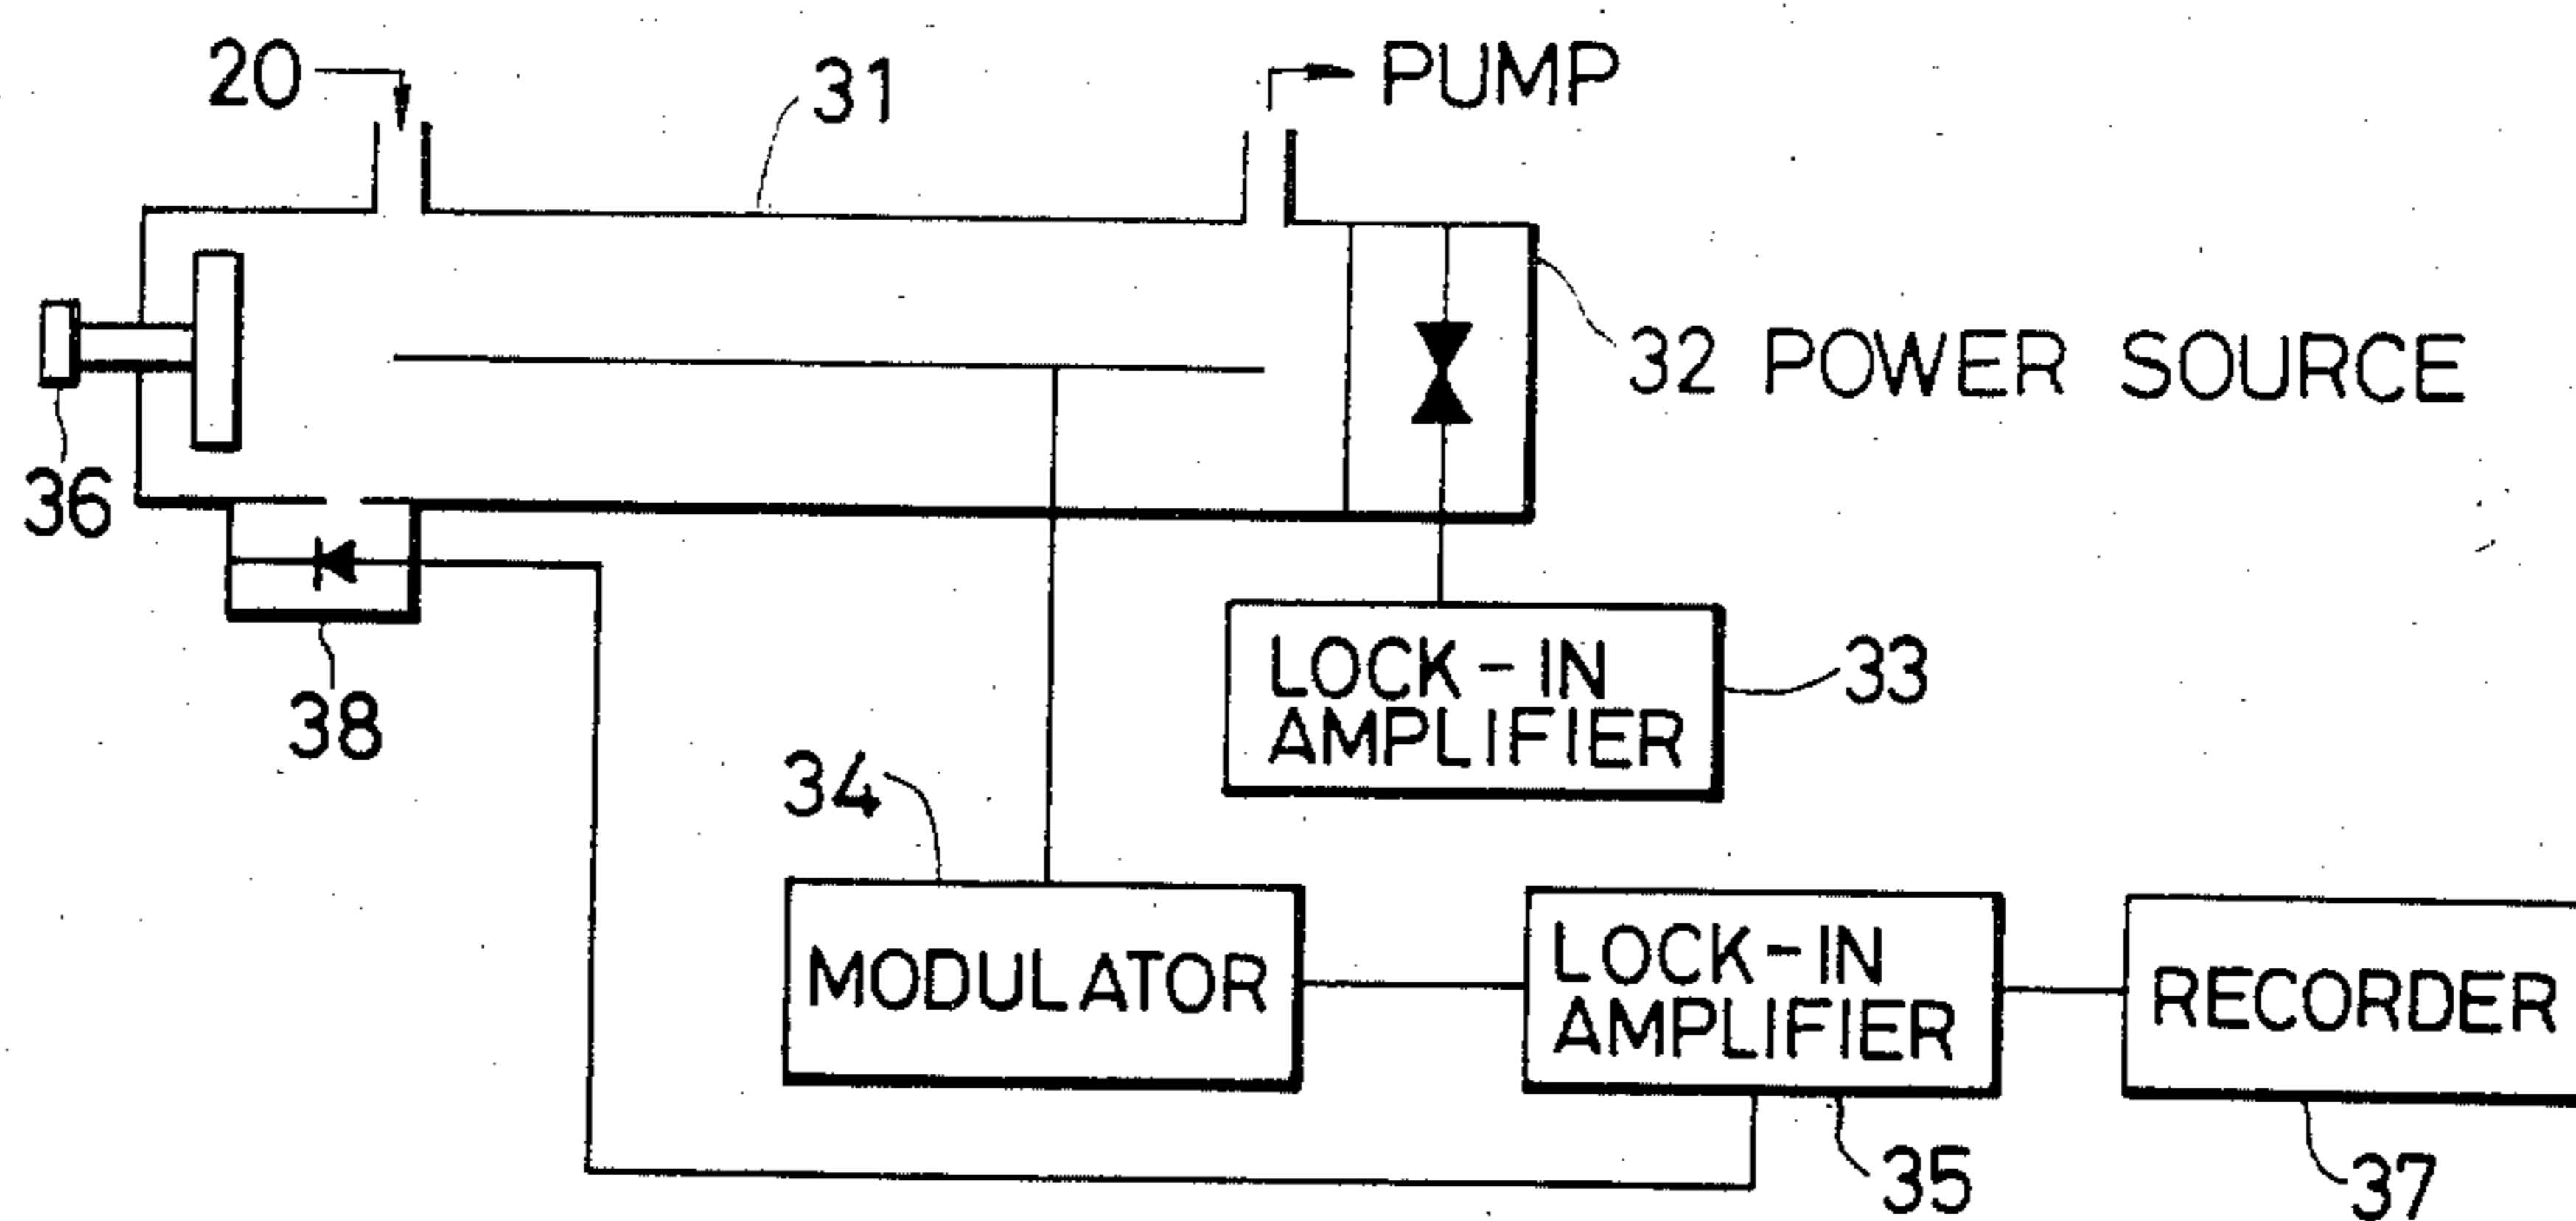 20
31
PUMP
32 POWER SOURCE
36
38
LOCK-IN
AMPLIFIER
33
34
MODULATOR
LOCK-IN
AMPLIFIER
RECORDER
35
37